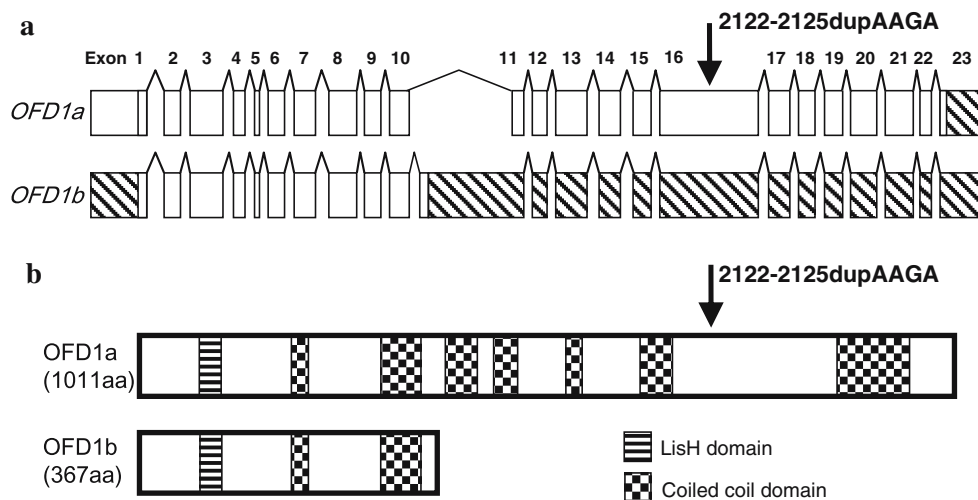 a
2122-2125dupAAGA
Exon 1 2 3 4 5 6 7 8 9 10 11 12 13 14 15 16 17 18 19 20 21 22 23
OFD1a
OFD1b
b
2122-2125dupAAGA
OFD1a
(1011aa)
OFD1b
(367aa)
LisH domain
Coiled coil domain